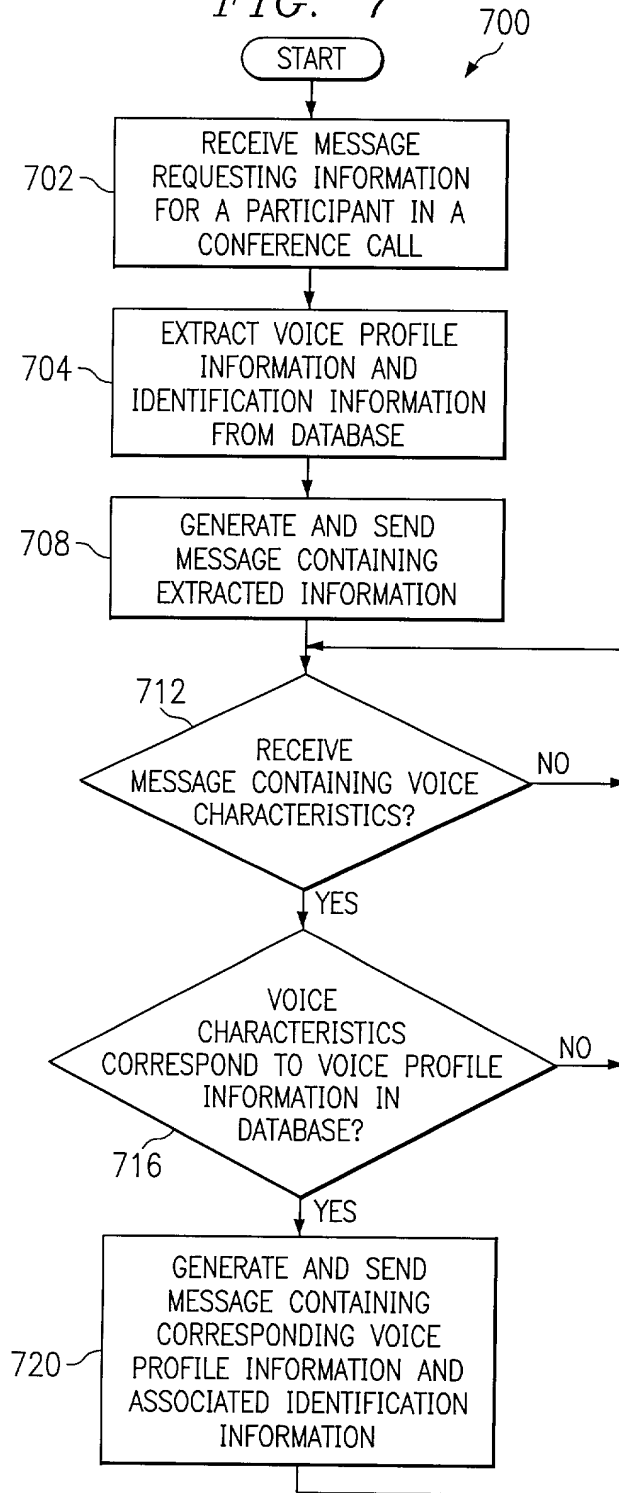 FIG. 7
700
START
702
RECEIVE MESSAGE
REQUESTING INFORMATION
FOR A PARTICIPANT IN A
CONFERENCE CALL
704
EXTRACT VOICE PROFILE
INFORMATION AND
IDENTIFICATION INFORMATION
FROM DATABASE
708
GENERATE AND SEND
MESSAGE CONTAINING
EXTRACTED INFORMATION
712
RECEIVE
MESSAGE CONTAINING VOICE
CHARACTERISTICS?
NO
YES
VOICE
CHARACTERISTICS
CORRESPOND TO VOICE PROFILE
INFORMATION IN
DATABASE?
NO
716
YES
720
GENERATE AND SEND
MESSAGE CONTAINING
CORRESPONDING VOICE
PROFILE INFORMATION AND
ASSOCIATED IDENTIFICATION
INFORMATION